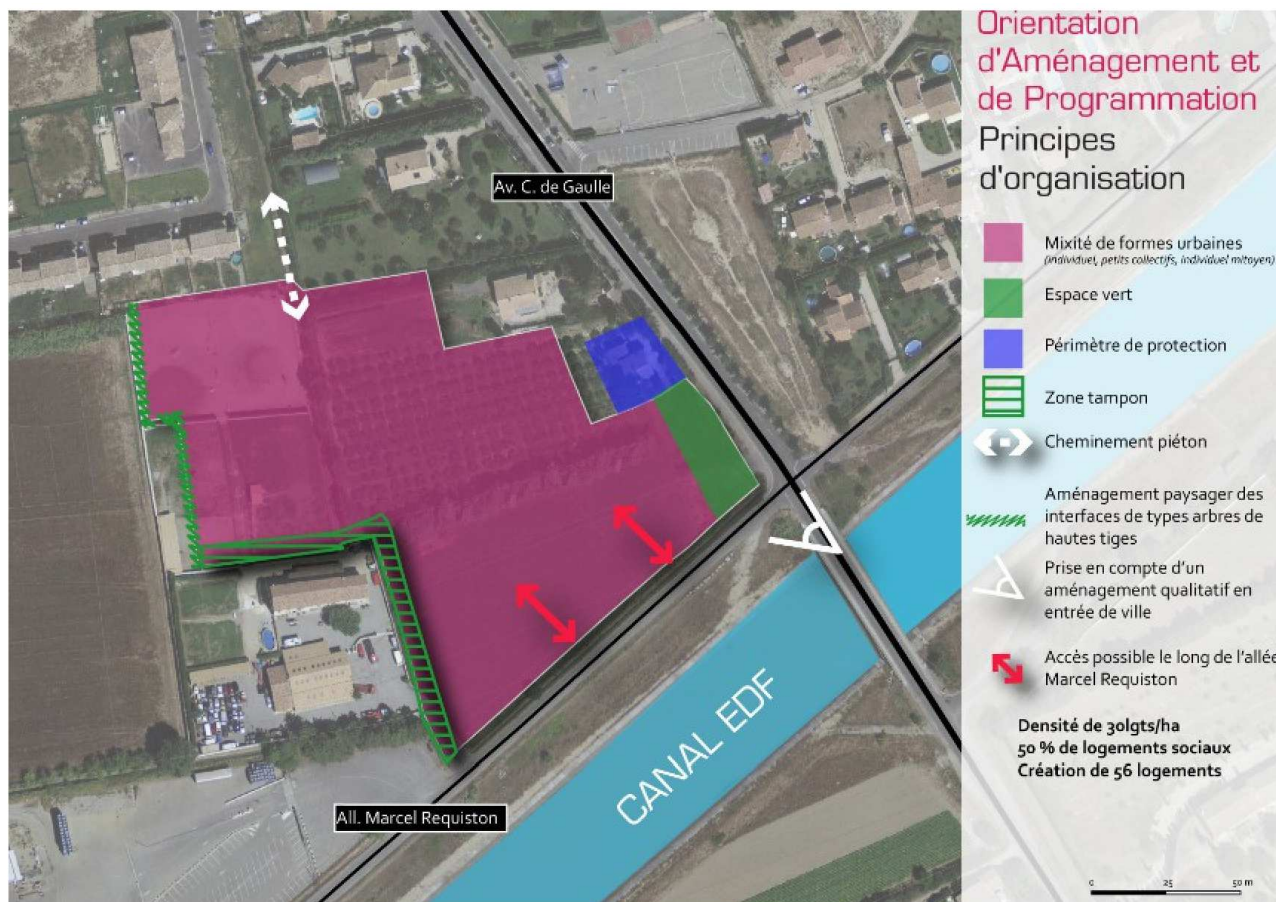 Orientation
d'Aménagement et
de Programmation
Principes
d'organisation
Av. C. de Gaulle
Mixité de formes urbaines
(individuel, petits collectifs, individuel mitoyen)
Espace vert
Périmètre de protection
Zone tampon
Cheminement piéton
Aménagement paysager des
interfaces de types arbres de
hautes tiges
Prise en compte d'un
aménagement qualitatif en
entrée de ville
Accès possible le long de l'allée
Marcel Requiston
Densité de 30lgts/ha
50 % de logements sociaux
Création de 56 logements
CANAL EDF
All. Marcel Requiston
0 25 50 m